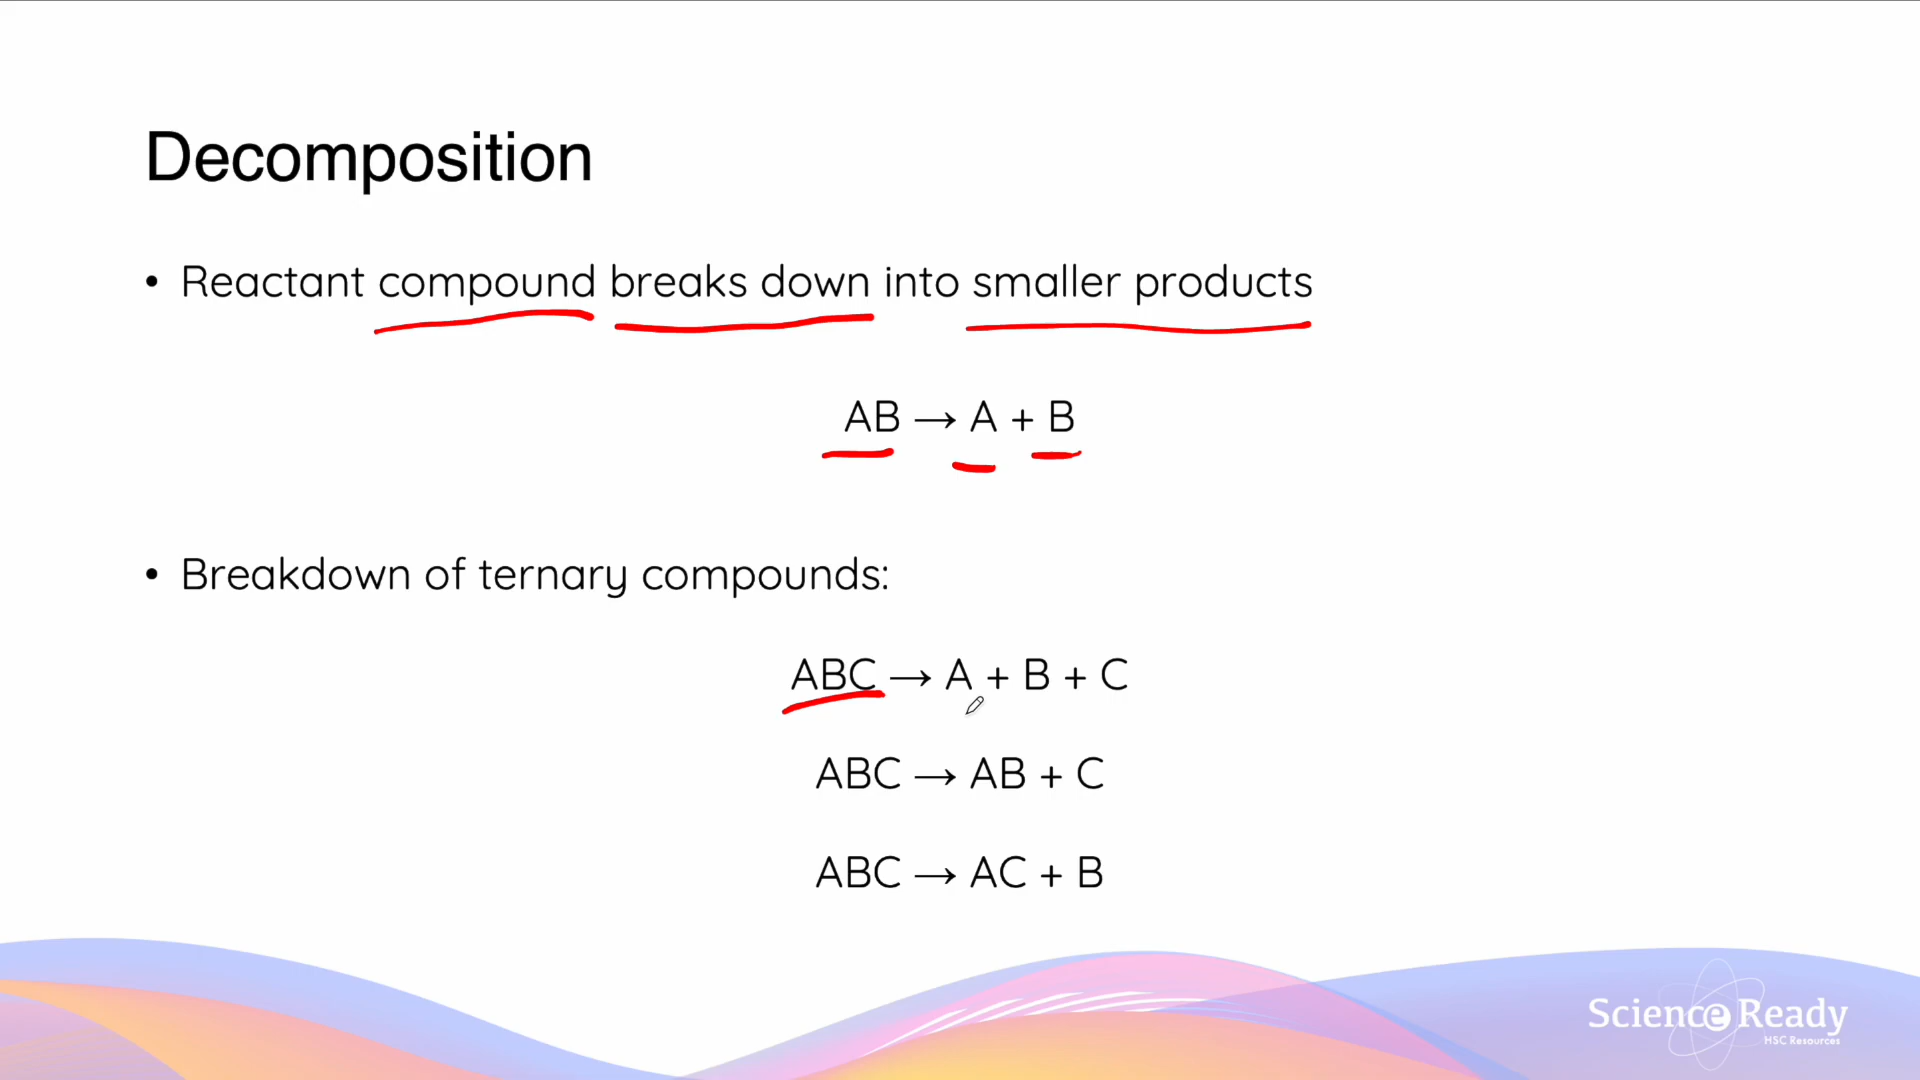 Decomposition
• Reactant compound breaks down into smaller products
AB → A + B
• Breakdown of ternary compounds:
ABC → A + B + C
ABC → AB + C
ABC → AC + B
Science Ready
HSC Resources